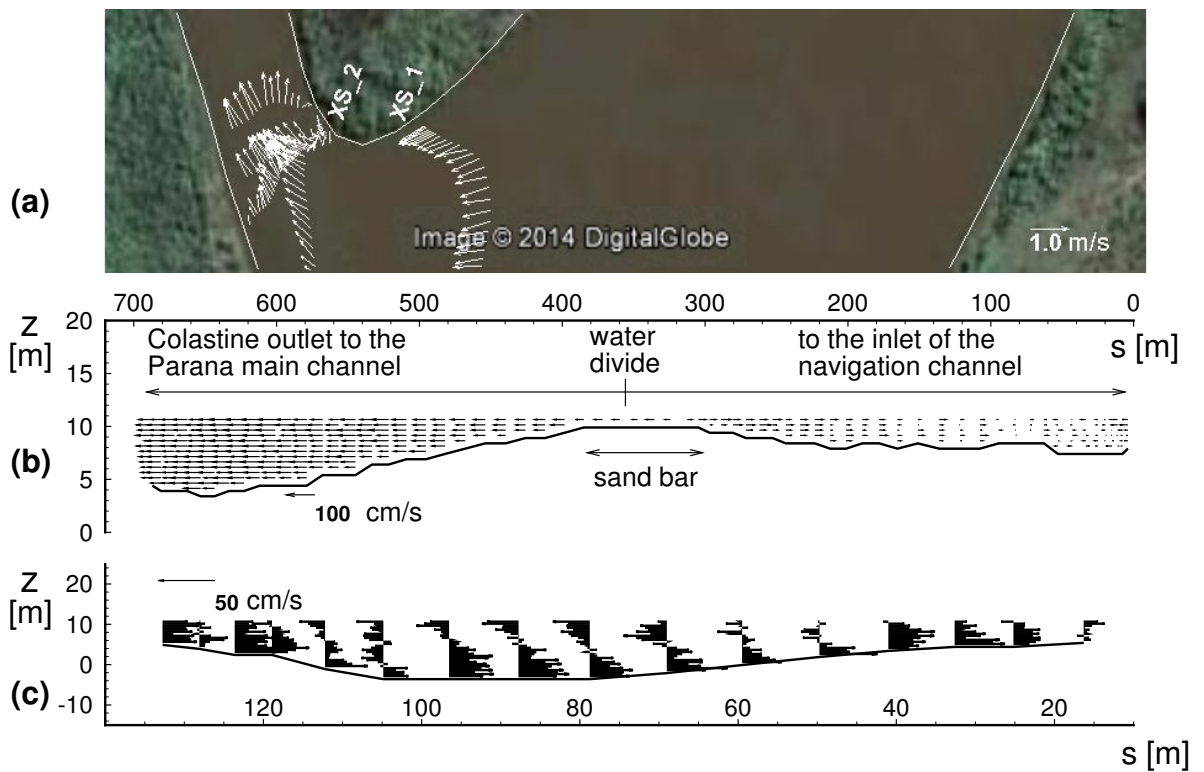 (a)
xs_2
xs_1
Image © 2014 DigitalGlobe
1.0 m/s
700 600 500 400 300 200 100 0
z
[m]
20
15
10
5
0
Colastine outlet to the
Parana main channel
water
divide
to the inlet of the
navigation channel
s [m]
(b)
sand bar
100 cm/s
z
[m]
20
10
0
-10
50 cm/s
(c)
120 100 80 60 40 20
s [m]